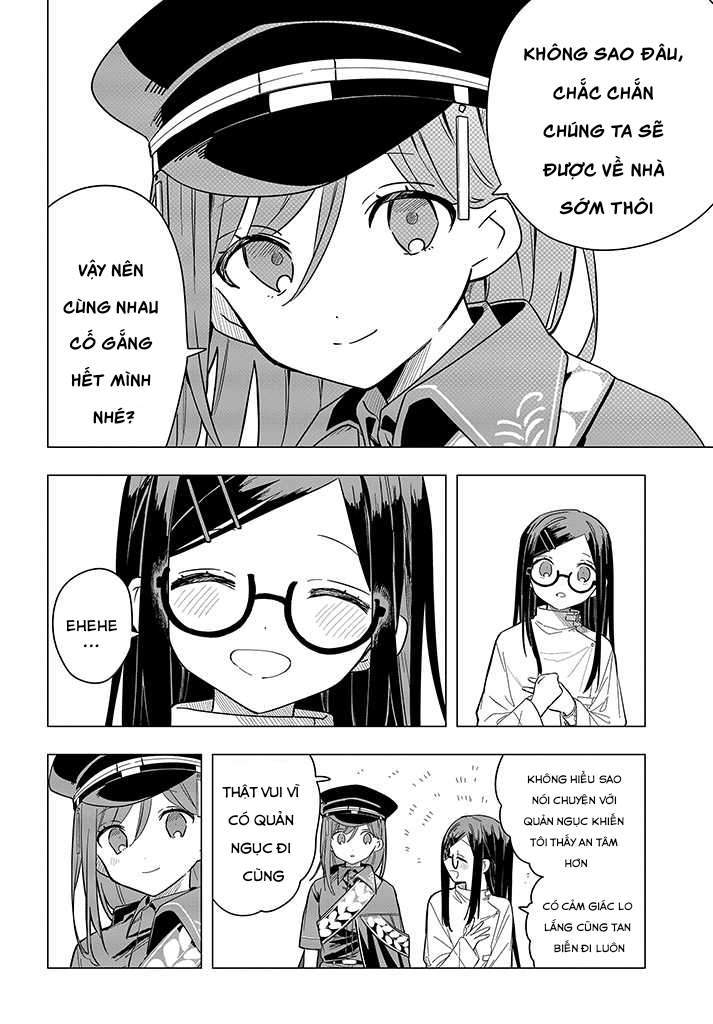 KHÔNG SAO ĐÂU,
CHẮC CHẮN
CHÚNG TA SẼ
ĐƯỢC VỀ NHÀ
SỚM THÔI
VẬY NÊN
CÙNG NHAU
CỐ GẮNG
HẾT MÌNH
NHÉ?
EHEHE
...
KHÔNG HIỂU SAO
NÓI CHUYỆN VỚI
QUẢN NGỤC KHIẾN
TÔI THẤY AN TÂM
HƠN
CÓ CẢM GIÁC LO
LẮNG CŨNG TAN
BIẾN ĐI LUÔN
THẬT VUI VÌ
CÓ QUẢN
NGỤC ĐI
CÙNG